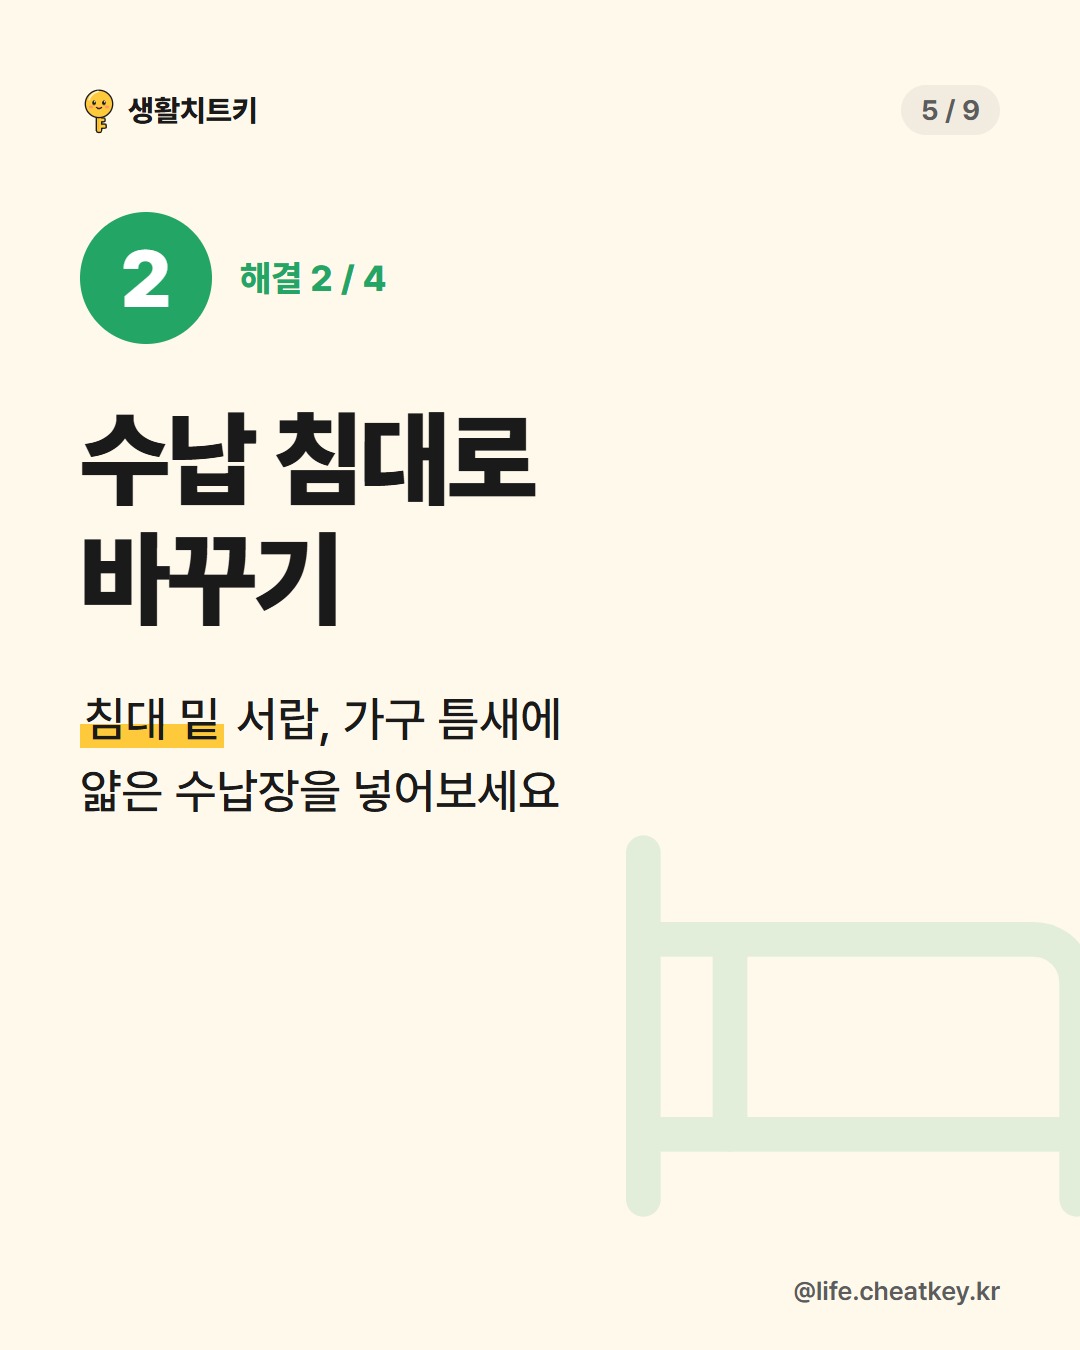 생활치트키
5 / 9
2
해결 2 / 4
수납 침대로
바꾸기
침대 밑 서랍, 가구 틈새에
얇은 수납장을 넣어보세요
@life.cheatkey.kr